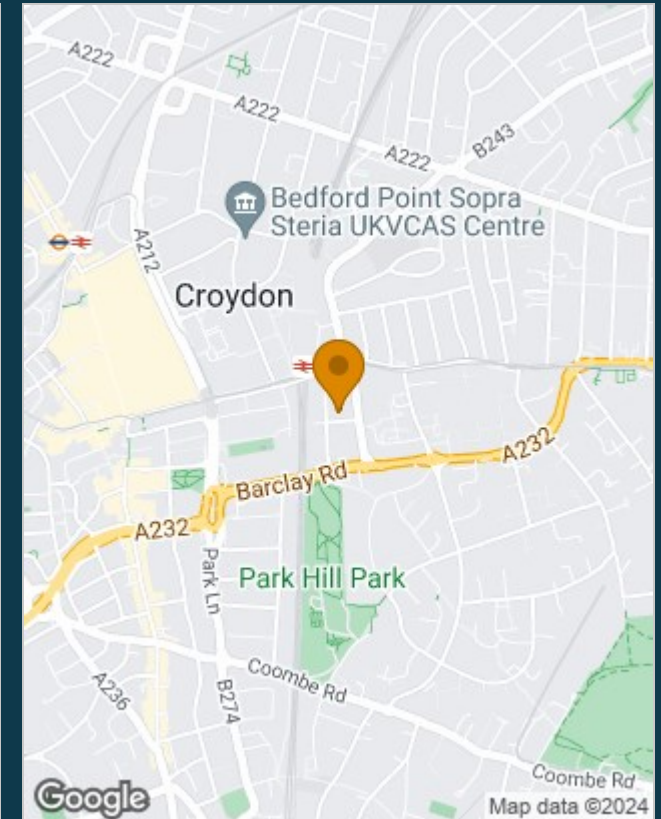 A222
A222
A222
B243
Bedford Point Sopra
Steria UKVCAS Centre
A212
Croydon
A232
Barclay Rd
A232
Park Ln
Park Hill Park
Coombe Rd
A236
B274
Coombe Rd
Google
Map data ©2024